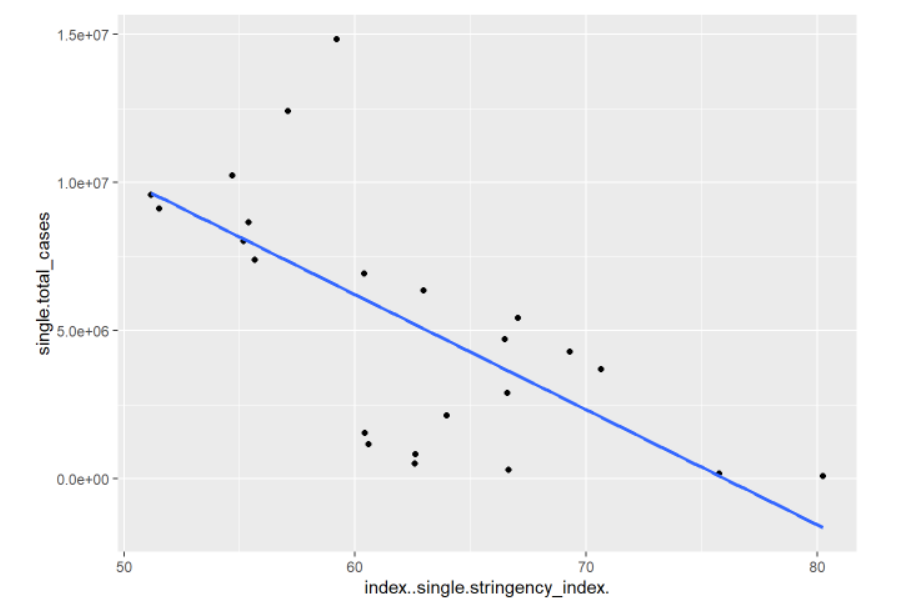 1.5e+07
1.0e+07
5.0e+06
0.0e+00
single.total_cases
50 60 70 80
index..single.stringency_index.